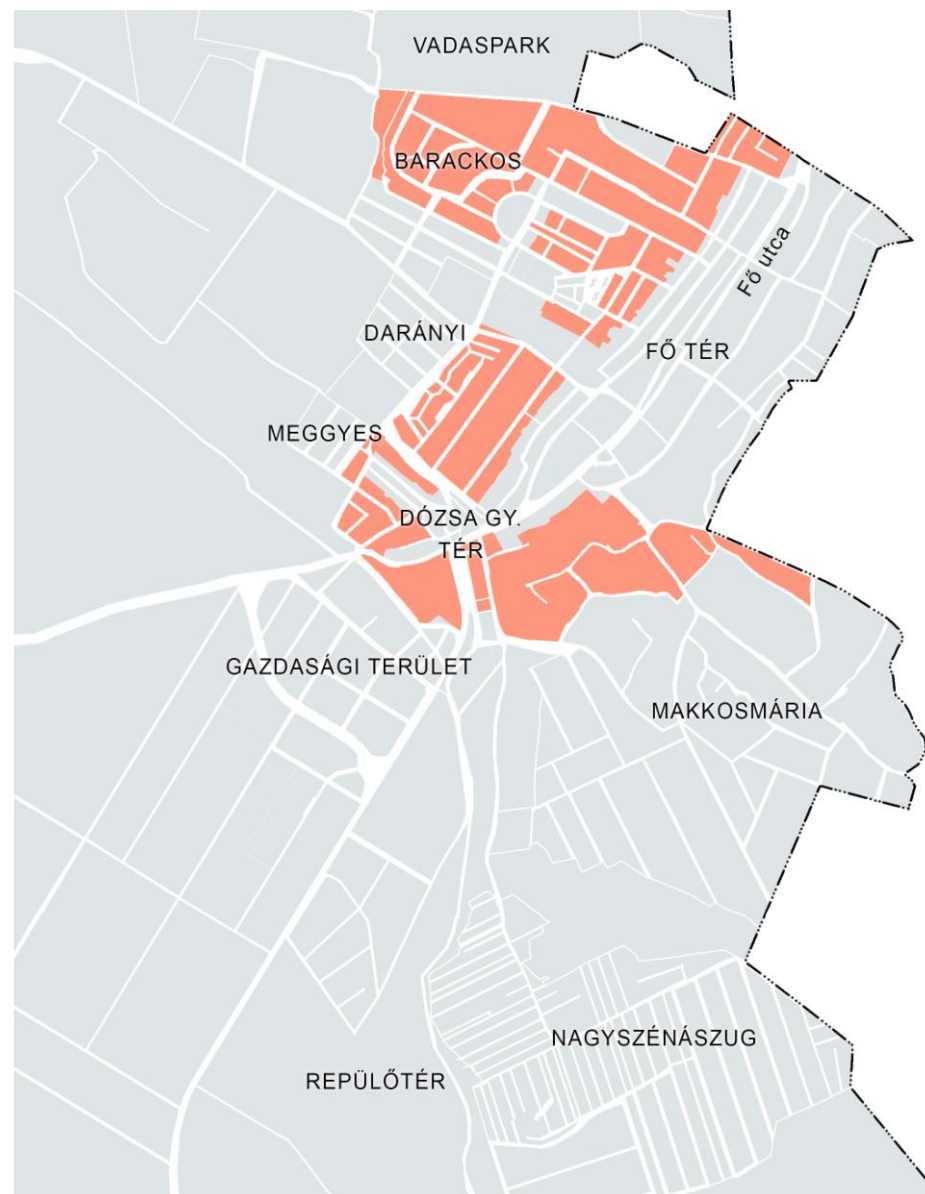 VADASPARK
BARACKOS
Fő utca
DARÁNYI
FŐ TÉR
MEGGYES
DÓZSA GY.
TÉR
GAZDASÁGI TERÜLET
MAKKOSMÁRIA
NAGYSZÉNÁSZUG
REPÜLŐTÉR